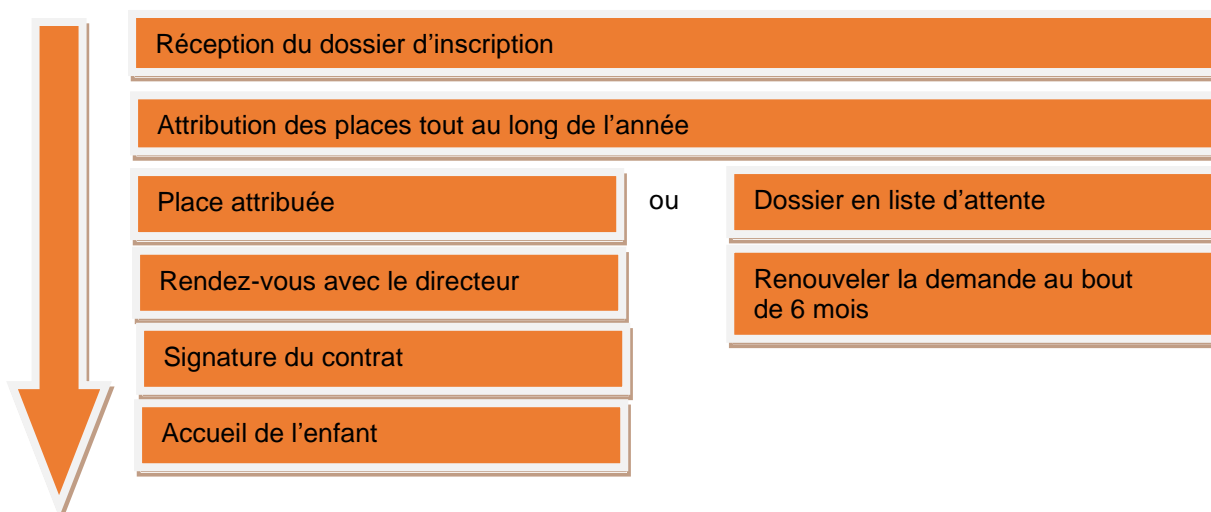 Réception du dossier d’inscription
Attribution des places tout au long de l’année
Place attribuée
ou
Dossier en liste d’attente
Rendez-vous avec le directeur
Renouveler la demande au bout
de 6 mois
Signature du contrat
Accueil de l’enfant